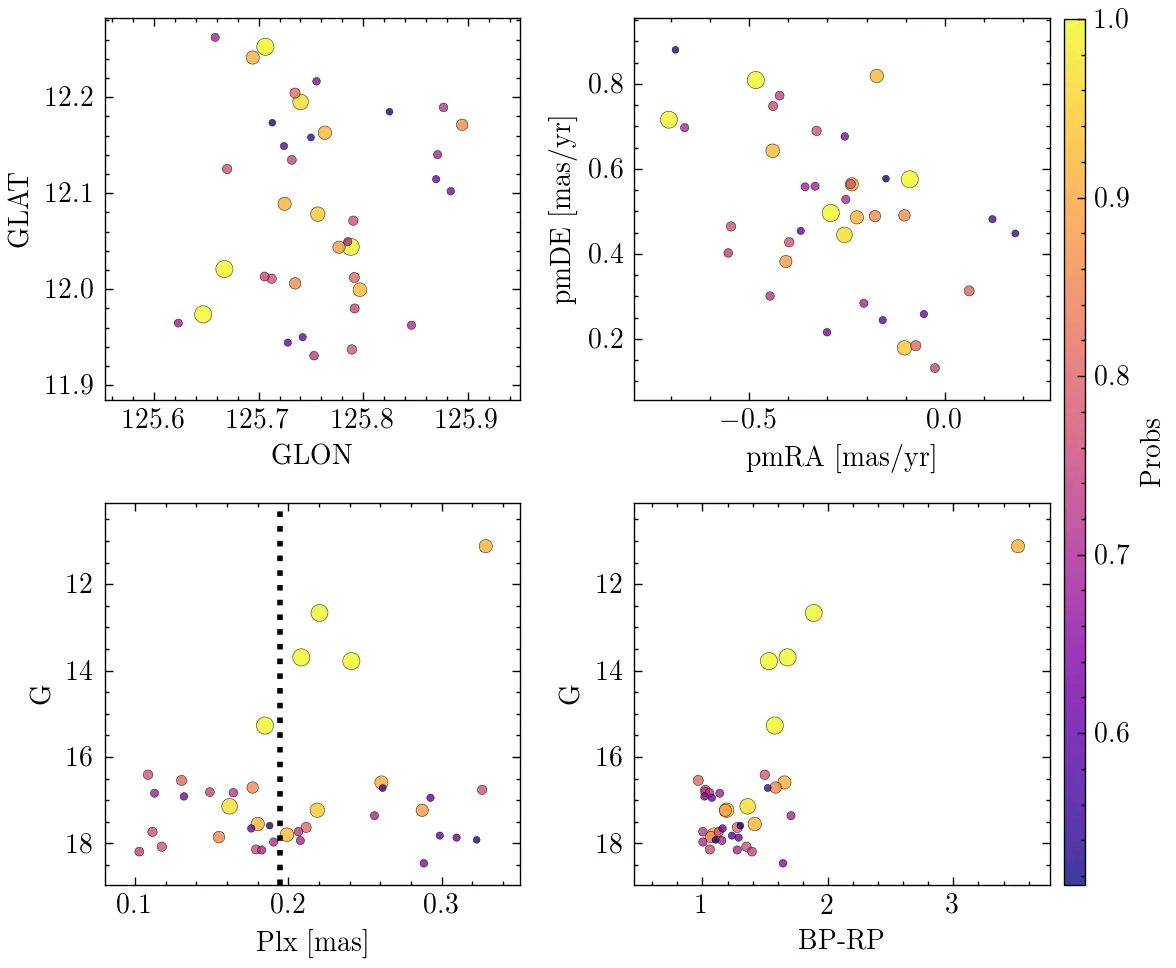 12.2
12.1
12.0
11.9
GLAT
125.6 125.7 125.8 125.9
GLON
0.8
0.6
0.4
0.2
pmDE [mas/yr]
−0.5 0.0
pmRA [mas/yr]
12
14
16
18
G
0.1 0.2 0.3
Plx [mas]
12
14
16
18
G
1 2 3
BP-RP
1.0
0.9
0.8
0.7
0.6
Probs